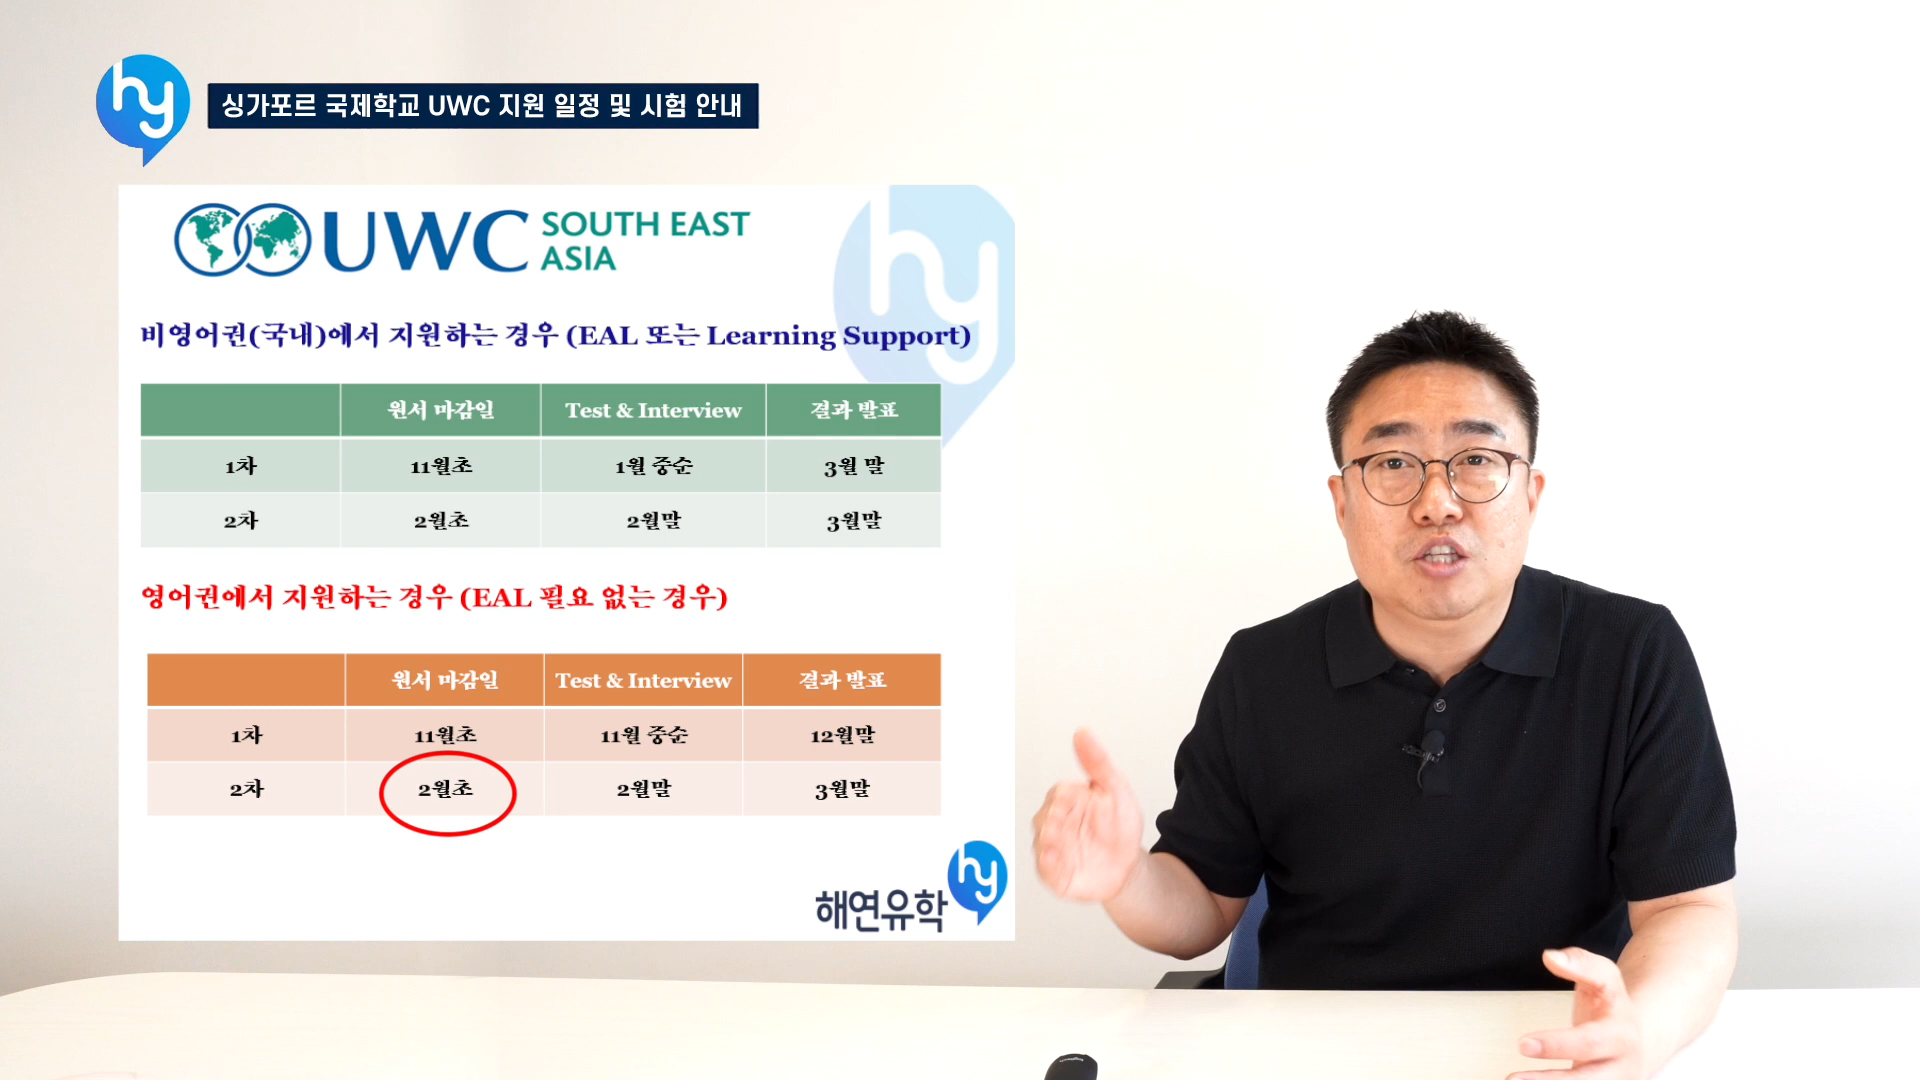 hy
싱가포르 국제학교 UWC 지원 일정 및 시험 안내
UWC SOUTH EAST
ASIA
hy
비영어권(국내)에서 지원하는 경우 (EAL 또는 Learning Support)
원서 마감일 Test & Interview 결과 발표
1차 11월초 1월 중순 3월 말
2차 2월초 2월말 3월말
영어권에서 지원하는 경우 (EAL 필요 없는 경우)
원서 마감일 Test & Interview 결과 발표
1차 11월초 11월 중순 12월말
2차 2월초 2월말 3월말
해연유학 hy